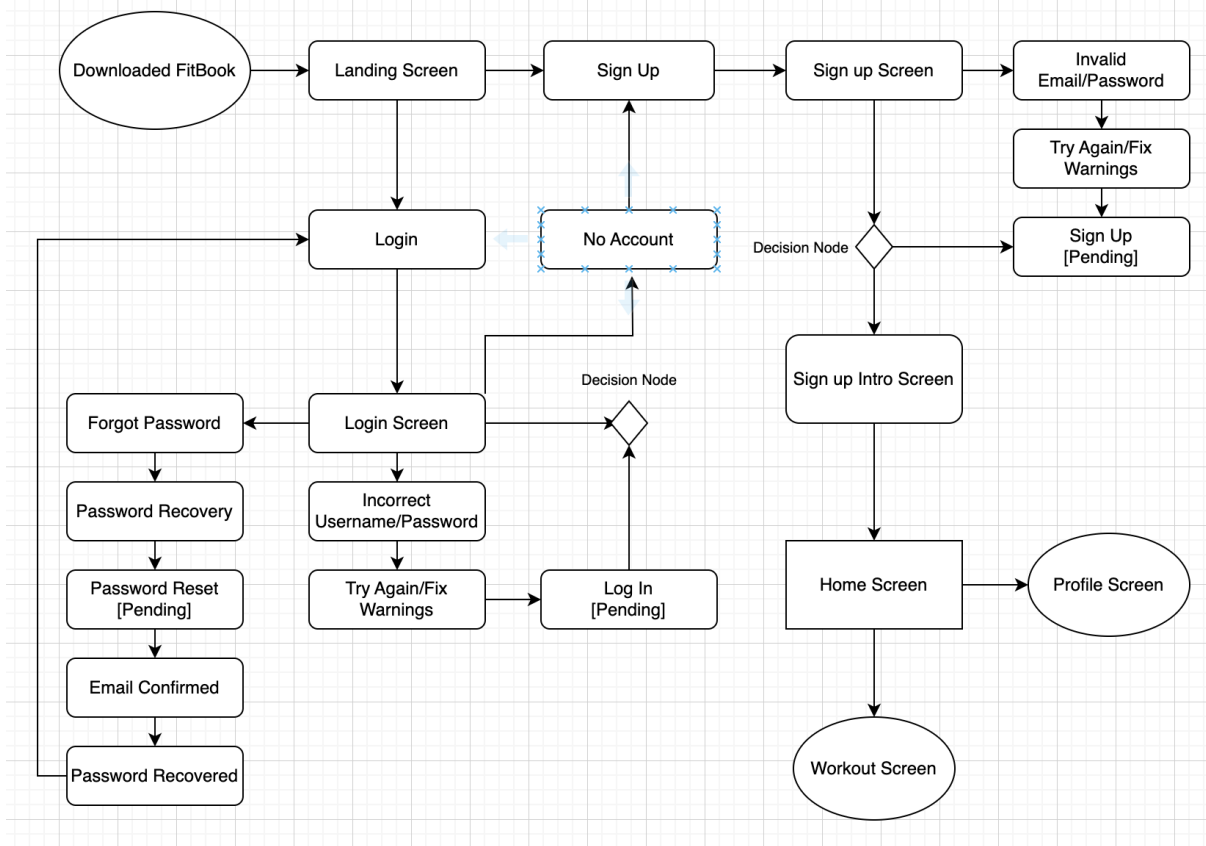 Downloaded FitBook
Landing Screen
Sign Up
Sign up Screen
Invalid
Email/Password
Try Again/Fix
Warnings
Login
No Account
Decision Node
Sign Up
[Pending]
Sign up Intro Screen
Decision Node
Forgot Password
Login Screen
Password Recovery
Incorrect
Username/Password
Password Reset
[Pending]
Try Again/Fix
Warnings
Log In
[Pending]
Home Screen
Profile Screen
Email Confirmed
Password Recovered
Workout Screen